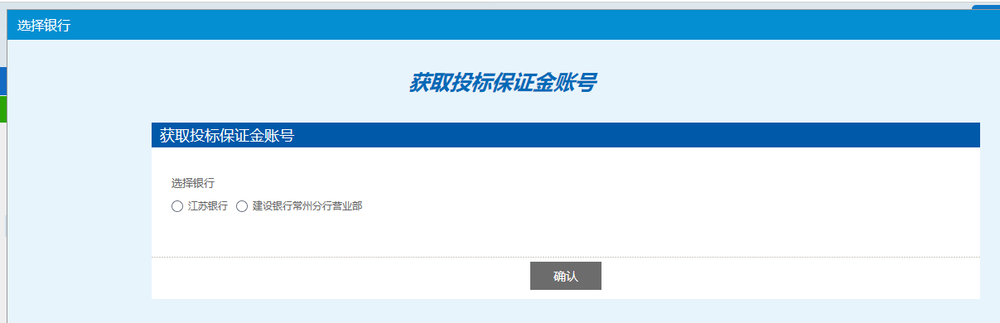 选择银行
获取投标保证金账号
获取投标保证金账号
选择银行
江苏银行 建设银行常州分行营业部
确认